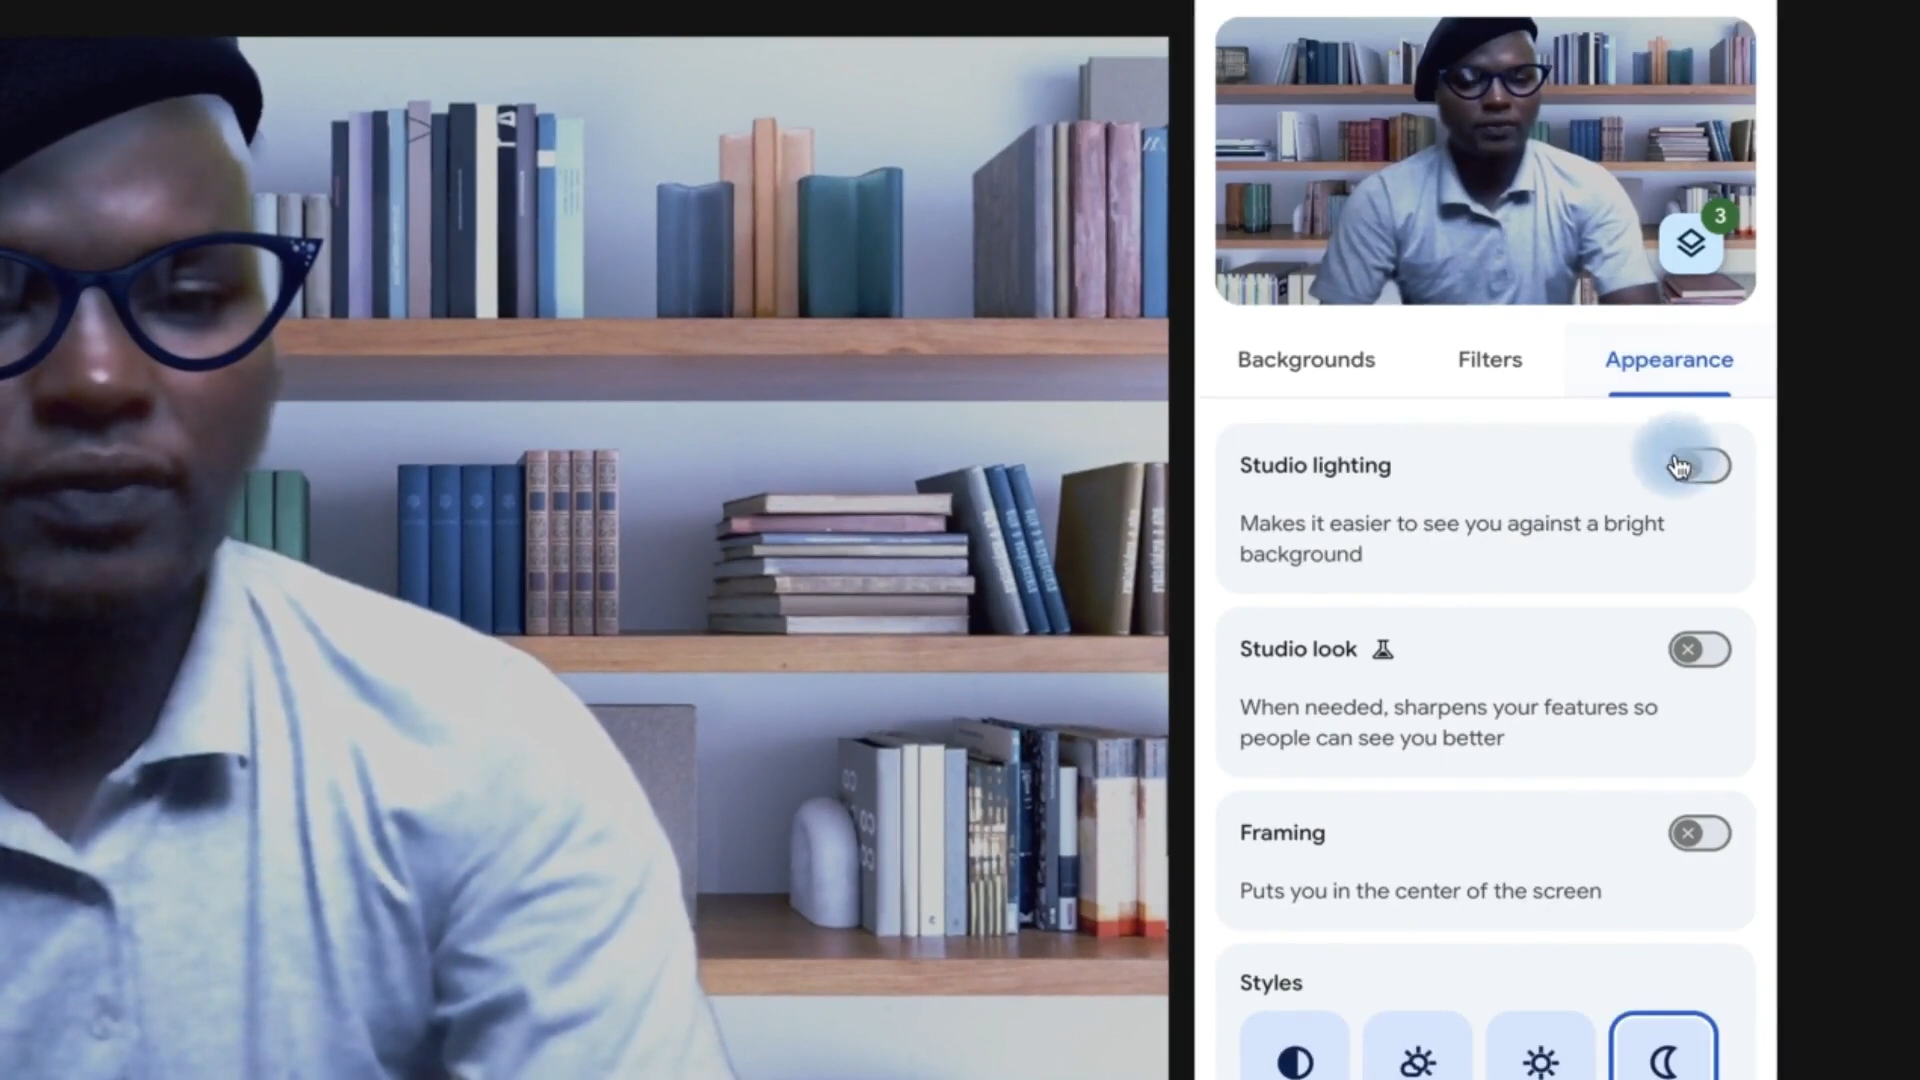 3
Backgrounds
Filters
Appearance
Studio lighting
Makes it easier to see you against a bright
background
Studio look
When needed, sharpens your features so
people can see you better
Framing
Puts you in the center of the screen
Styles